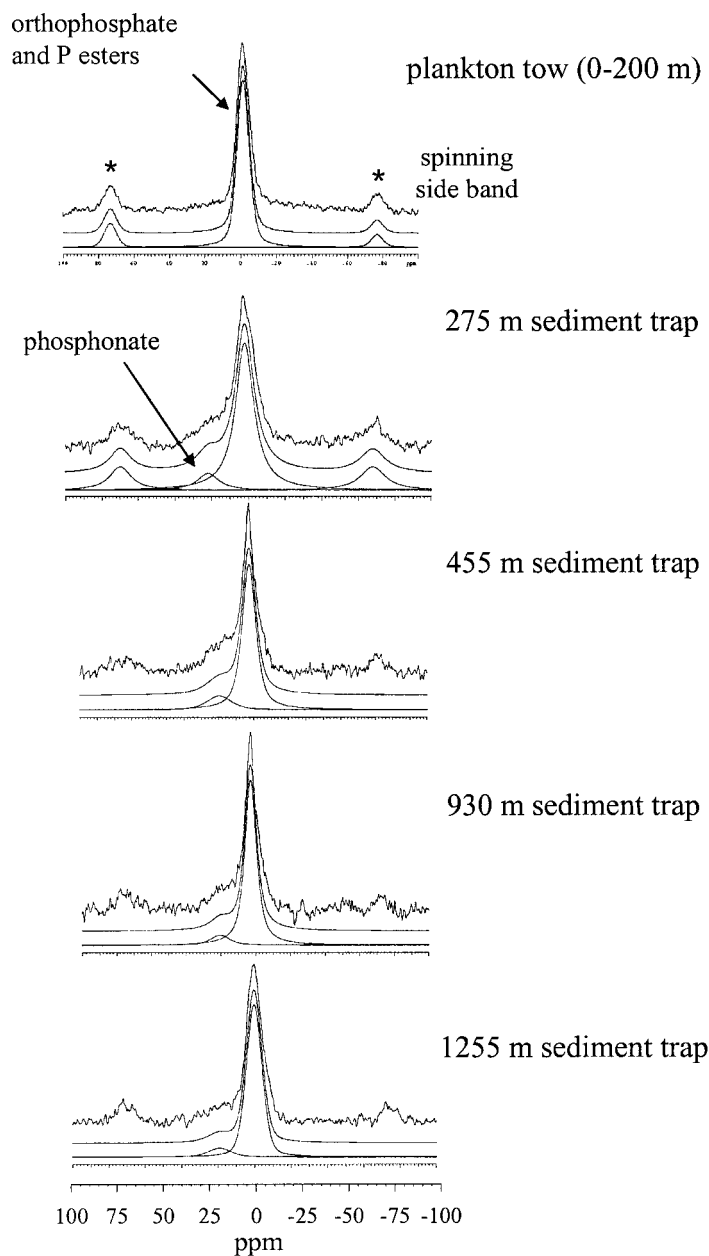 orthophosphate
and P esters
plankton tow (0-200 m)
*
*
spinning
side band
275 m sediment trap
phosphonate
455 m sediment trap
930 m sediment trap
1255 m sediment trap
100 75 50 25 0 -25 -50 -75 -100
ppm